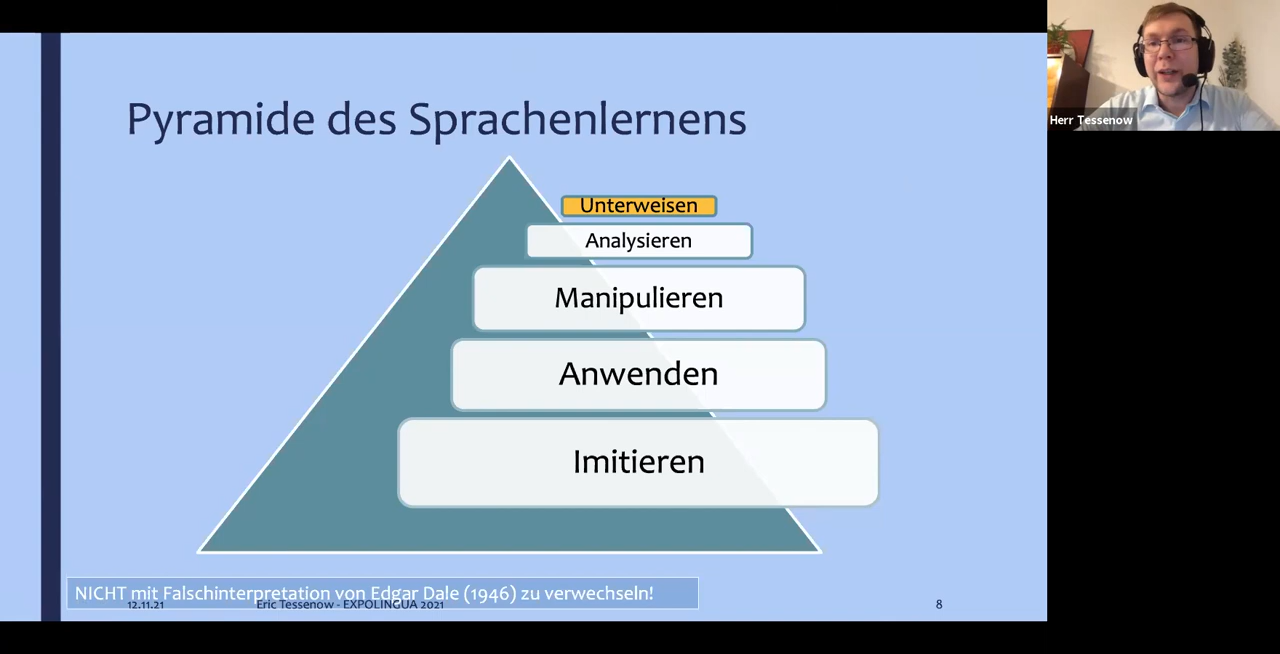 Pyramide des Sprachenlernens
Unterweisen
Analysieren
Manipulieren
Anwenden
Imitieren
NICHT mit Falschinterpretation von Edgar Dale (1946) zu verwechseln!
12.11.21
Eric Tessenow - EXPOLINGUA 2021
8
Herr Tessenow